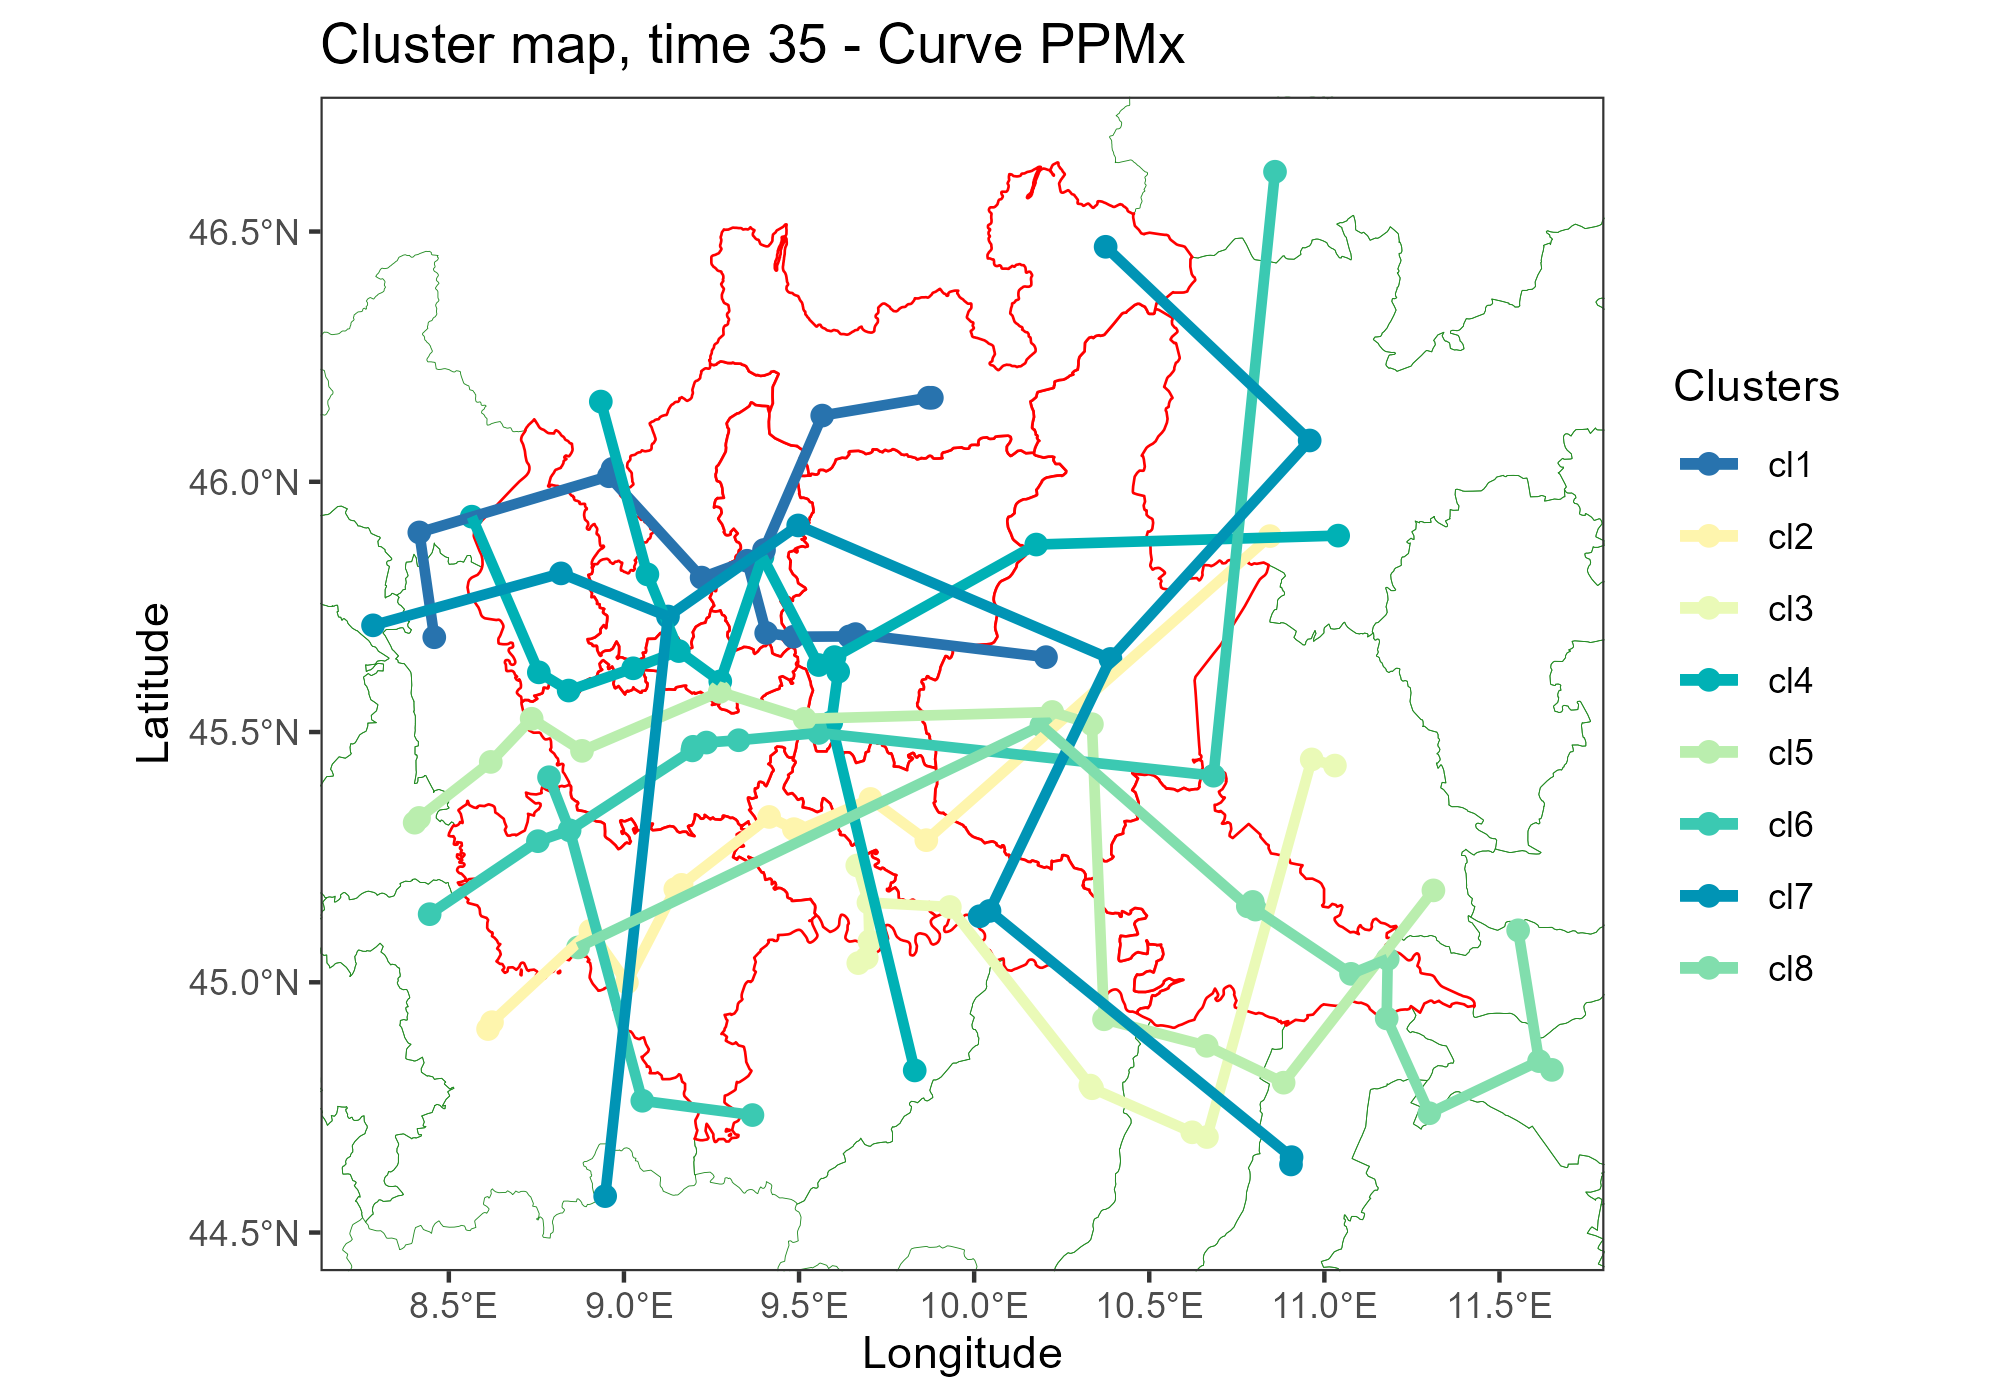 Cluster map, time 35 - Curve PPMx
46.5°N
46.0°N
45.5°N
45.0°N
44.5°N
Latitude
8.5°E
9.0°E
9.5°E
10.0°E
10.5°E
11.0°E
11.5°E
Longitude
Clusters
cl1
cl2
cl3
cl4
cl5
cl6
cl7
cl8